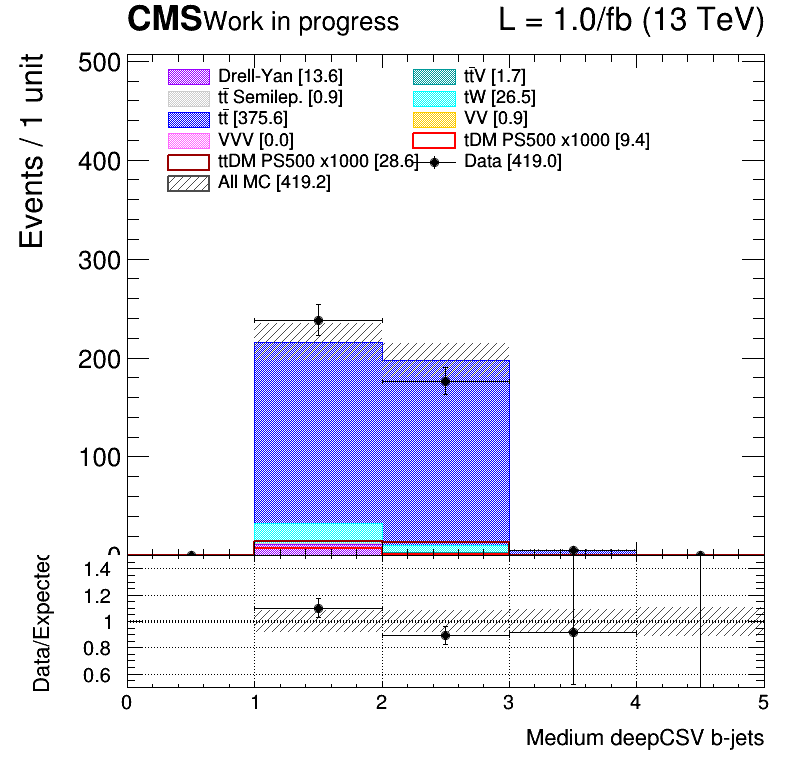 CMS Work in progress L = 1.0/fb (13 TeV)
Events / 1 unit
500
400
300
200
100
0
Drell-Yan [13.6] tt̄V [1.7]
tt̄ Semilep. [0.9] tW [26.5]
tt̄ [375.6] VV [0.9]
VVV [0.0] tDM PS500 x1000 [9.4]
ttDM PS500 x1000 [28.6] Data [419.0]
All MC [419.2]
Data/Expected
1.4
1.2
1
0.8
0.6
0 1 2 3 4 5
Medium deepCSV b-jets